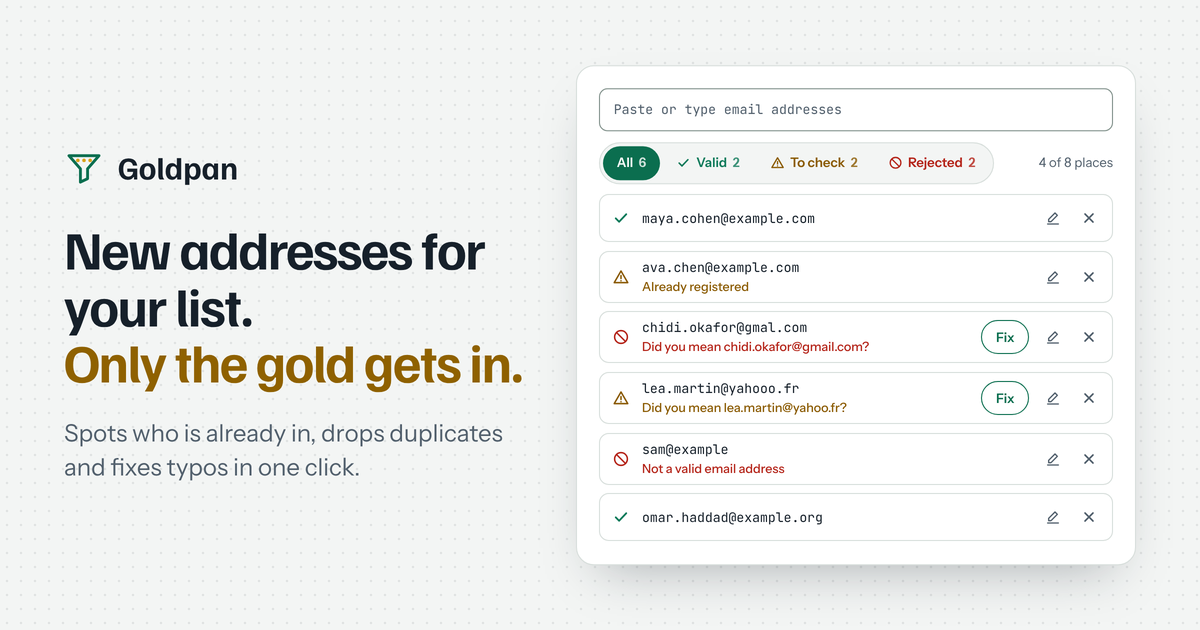 Goldpan
New addresses for
your list.
Only the gold gets in.
Spots who is already in, drops duplicates
and fixes typos in one click.
Paste or type email addresses
All 6 Valid 2 To check 2 Rejected 2 4 of 8 places
maya.cohen@example.com
ava.chen@example.com
Already registered
chidi.okafor@gmal.com
Did you mean chidi.okafor@gmail.com?
Fix
lea.martin@yahooo.fr
Did you mean lea.martin@yahoo.fr?
Fix
sam@example
Not a valid email address
omar.haddad@example.org